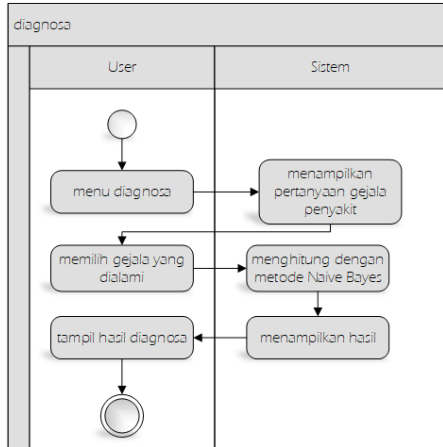 diagnosa
User
Sistem
menu diagnosa
menampilkan
pertanyaan gejala
penyakit
memilih gejala yang
dialami
menghitung dengan
metode Naive Bayes
tampil hasil diagnosa
menampilkan hasil